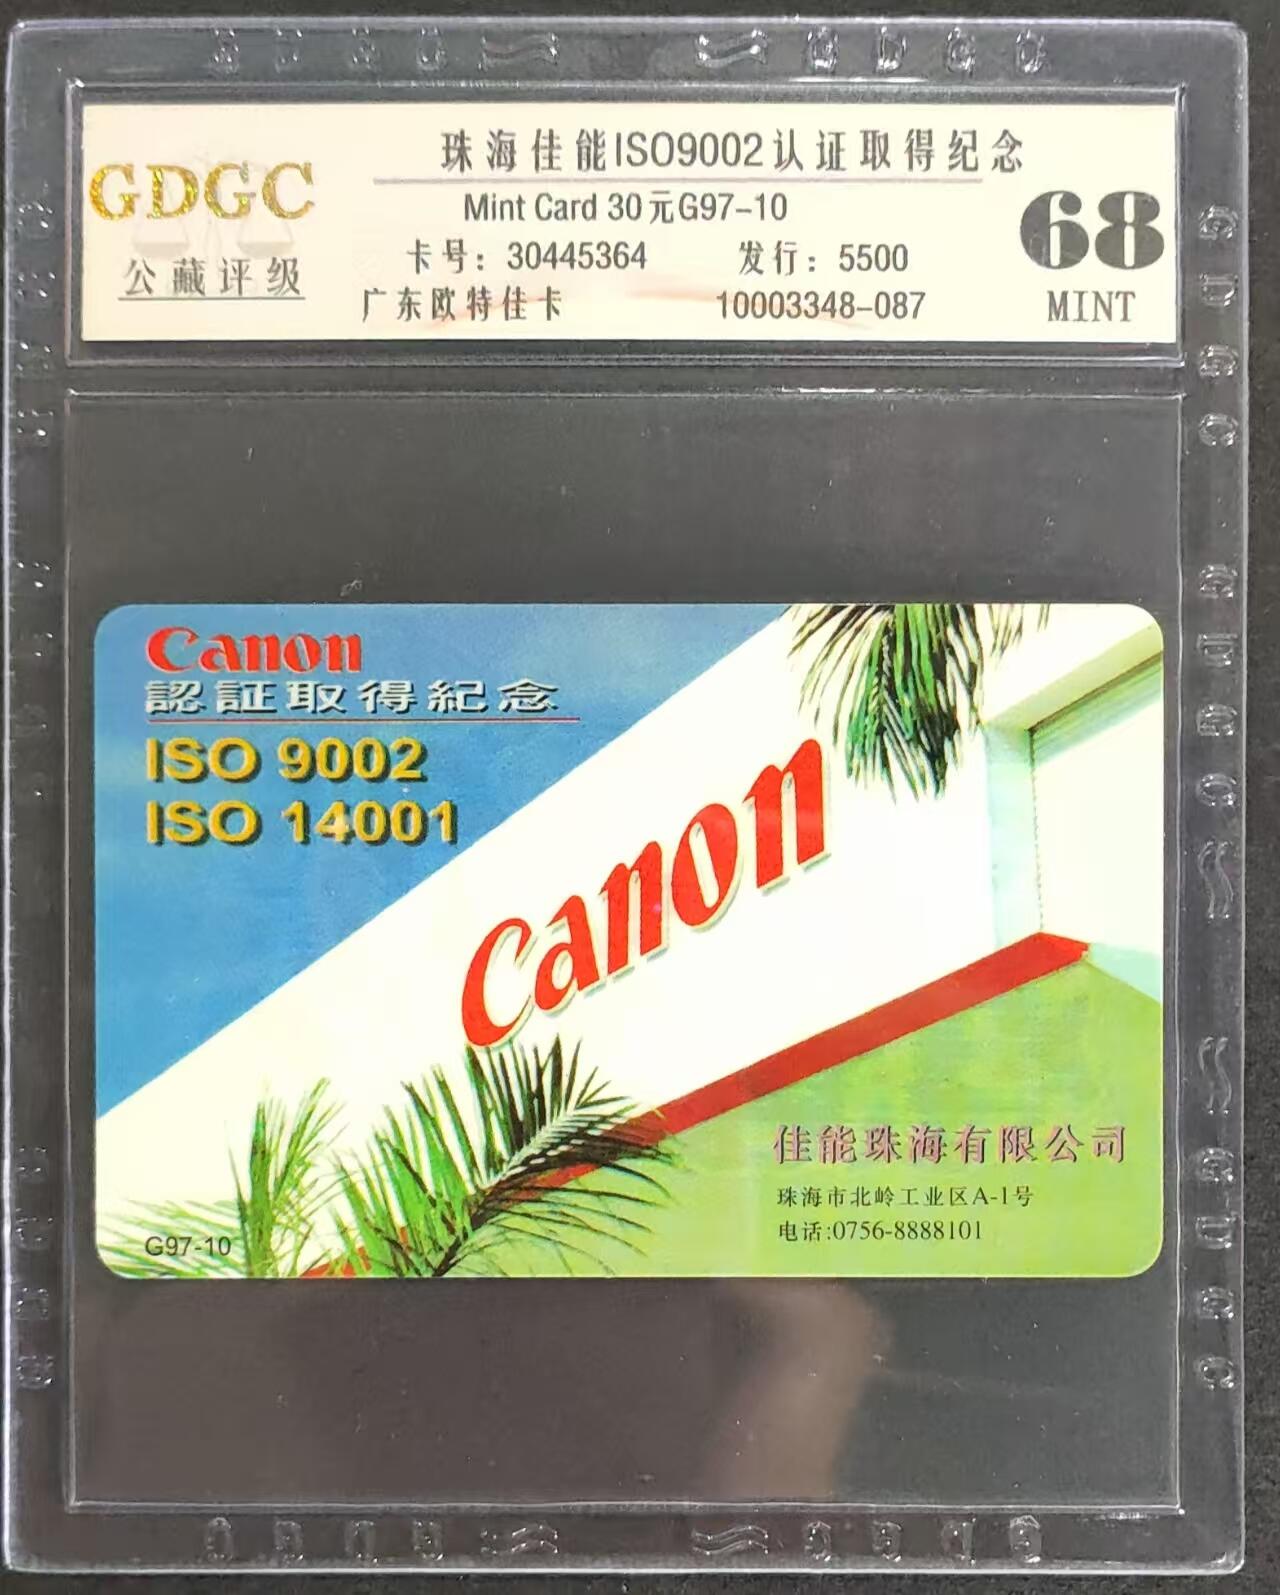 GDGC
公藏评级
珠海佳能ISO9002认证取得纪念
Mint Card 30元G97-10
卡号：30445364 发行：5500
广东欧特佳卡 10003348-087
68
MINT
Canon
認証取得紀念
ISO 9002
ISO 14001
Canon
佳能珠海有限公司
珠海市北岭工业区A-1号
电话:0756-8888101
G97-10